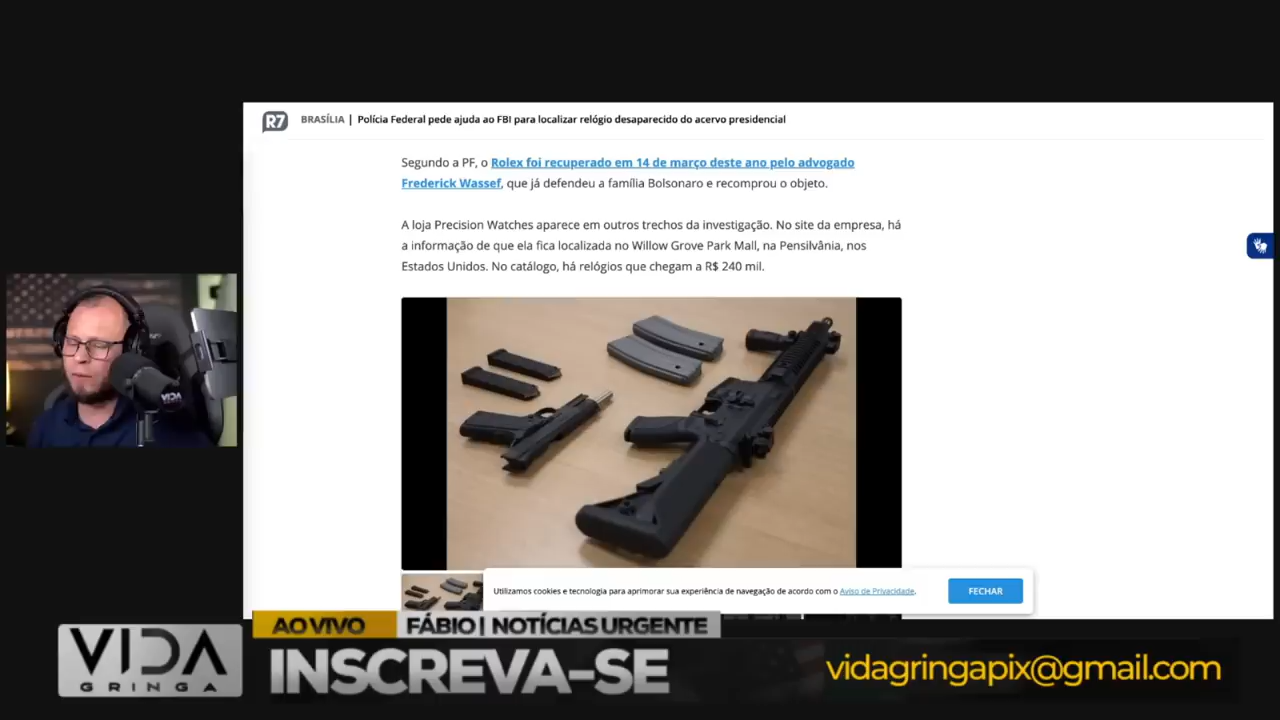 R7 BRASÍLIA | Polícia Federal pede ajuda ao FBI para localizar relógio desaparecido do acervo presidencial
Segundo a PF, o Rolex foi recuperado em 14 de março deste ano pelo advogado
Frederick Wassef, que já defendeu a família Bolsonaro e recomprou o objeto.
A loja Precision Watches aparece em outros trechos da investigação. No site da empresa, há
a informação de que ela fica localizada no Willow Grove Park Mall, na Pensilvânia, nos
Estados Unidos. No catálogo, há relógios que chegam a R$ 240 mil.
VIDA
Utilizamos cookies e tecnologia para aprimorar sua experiência de navegação de acordo com o Aviso de Privacidade.
FECHAR
AO VIVO
FÁBIO | NOTÍCIAS URGENTE
VIDA
GRINGA
INSCREVA-SE
vidagringapix@gmail.com